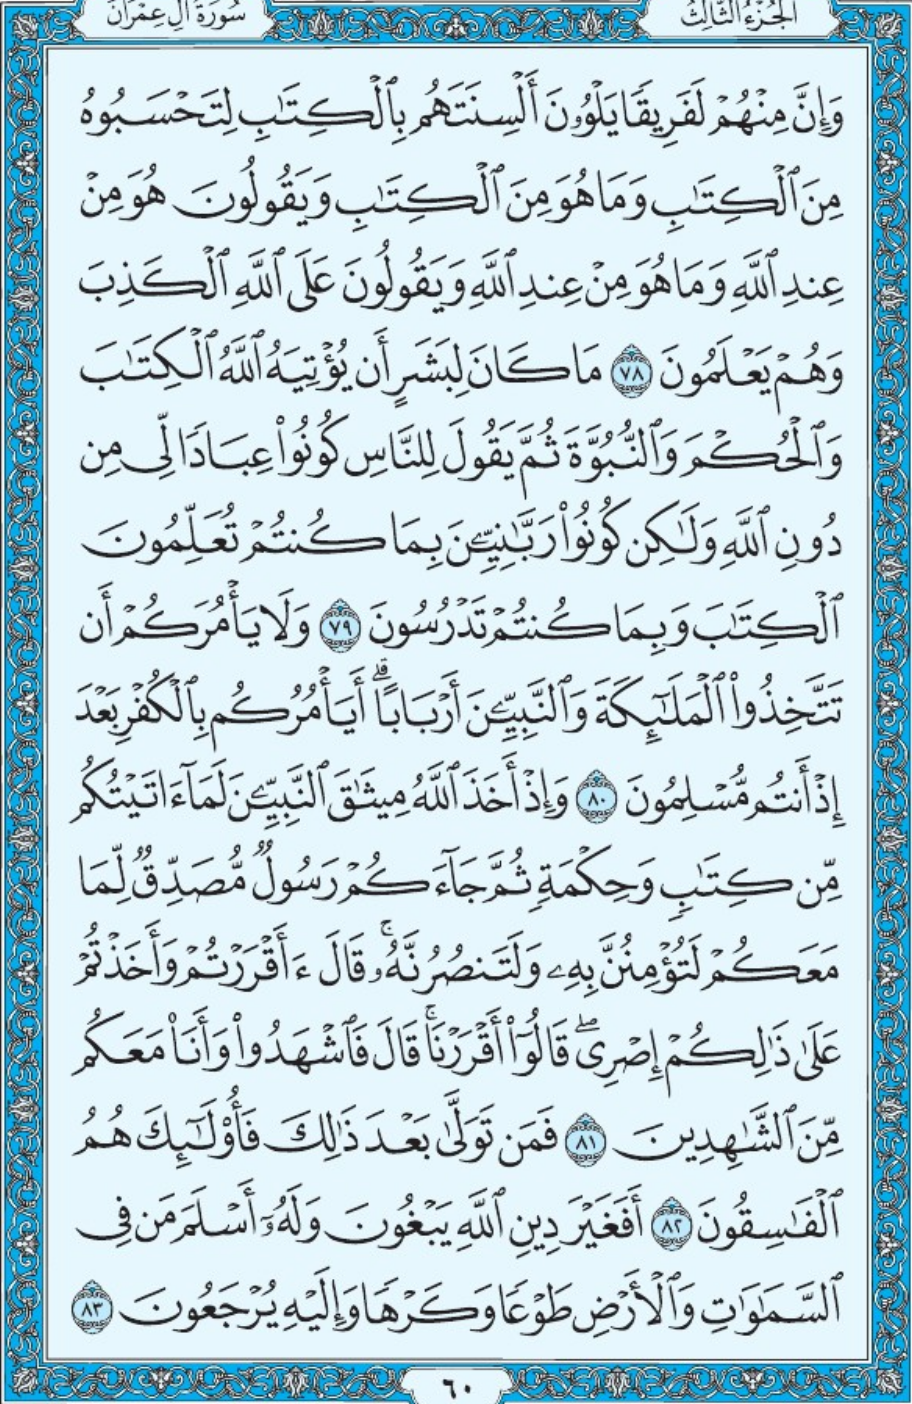 الجُزْءُ الثَّالِثُ
سُورَةُ آلِ عِمْرَانَ
وَإِنَّ مِنْهُمْ لَفَرِيقًا يَلْوُۥنَ أَلْسِنَتَهُم بِٱلْكِتَٰبِ لِتَحْسَبُوهُ
مِنَ ٱلْكِتَٰبِ وَمَا هُوَ مِنَ ٱلْكِتَٰبِ وَيَقُولُونَ هُوَ مِنْ
عِندِ ٱللَّهِ وَمَا هُوَ مِنْ عِندِ ٱللَّهِ وَيَقُولُونَ عَلَى ٱللَّهِ ٱلْكَذِبَ
وَهُمْ يَعْلَمُونَ ٧٨ مَا كَانَ لِبَشَرٍ أَن يُؤْتِيَهُ ٱللَّهُ ٱلْكِتَٰبَ
وَٱلْحُكْمَ وَٱلنُّبُوَّةَ ثُمَّ يَقُولَ لِلنَّاسِ كُونُوا۟ عِبَادًا لِّى مِن
دُونِ ٱللَّهِ وَلَٰكِن كُونُوا۟ رَبَّٰنِيِّۦنَ بِمَا كُنتُمْ تُعَلِّمُونَ
ٱلْكِتَٰبَ وَبِمَا كُنتُمْ تَدْرُسُونَ ٧٩ وَلَا يَأْمُرَكُمْ أَن
تَتَّخِذُوا۟ ٱلْمَلَٰٓئِكَةَ وَٱلنَّبِيِّۦنَ أَرْبَابًا ۗ أَيَأْمُرُكُم بِٱلْكُفْرِ بَعْدَ
إِذْ أَنتُم مُّسْلِمُونَ ٨٠ وَإِذْ أَخَذَ ٱللَّهُ مِيثَٰقَ ٱلنَّبِيِّۦنَ لَمَآ ءَاتَيْتُكُم
مِّن كِتَٰبٍ وَحِكْمَةٍ ثُمَّ جَآءَكُمْ رَسُولٌ مُّصَدِّقٌ لِّمَا
مَعَكُمْ لَتُؤْمِنُنَّ بِهِۦ وَلَتَنصُرُنَّهُۥ ۚ قَالَ ءَأَقْرَرْتُمْ وَأَخَذْتُمْ
عَلَىٰ ذَٰلِكُمْ إِصْرِى ۖ قَالُوٓا۟ أَقْرَرْنَا ۚ قَالَ فَٱشْهَدُوا۟ وَأَنَا۠ مَعَكُم
مِّنَ ٱلشَّٰهِدِينَ ٨١ فَمَن تَوَلَّىٰ بَعْدَ ذَٰلِكَ فَأُو۟لَٰٓئِكَ هُمُ
ٱلْفَٰسِقُونَ ٨٢ أَفَغَيْرَ دِينِ ٱللَّهِ يَبْغُونَ وَلَهُۥٓ أَسْلَمَ مَن فِى
ٱلسَّمَٰوَٰتِ وَٱلْأَرْضِ طَوْعًا وَكَرْهًا وَإِلَيْهِ يُرْجَعُونَ ٨٣
٦٠